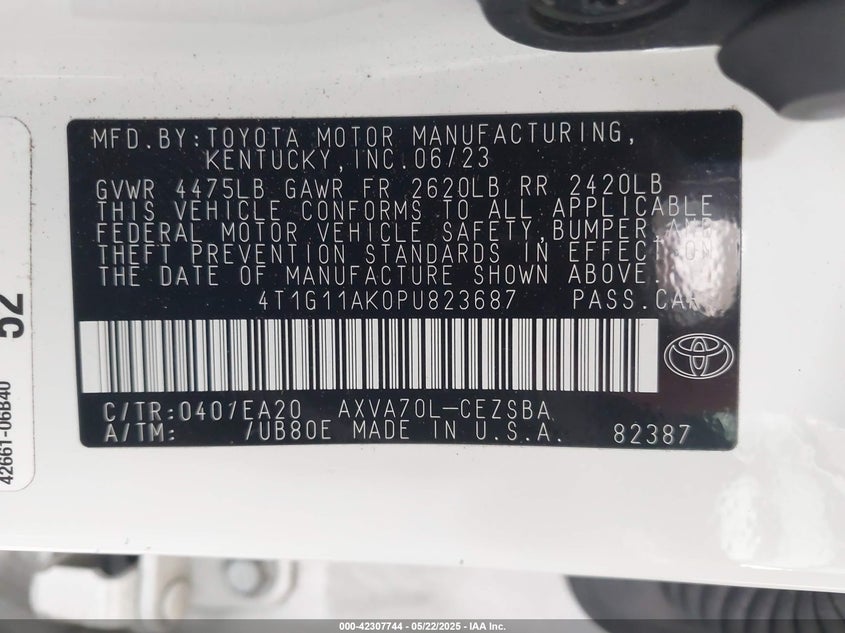 MFD.BY:TOYOTA MOTOR MANUFACTURING,
KENTUCKY,INC.06/23
GVWR 4475LB GAWR FR 2620LB RR 2420LB
THIS VEHICLE CONFORMS TO ALL APPLICABLE
FEDERAL MOTOR VEHICLE SAFETY,BUMPER AND
THEFT PREVENTION STANDARDS IN EFFECT ON
THE DATE OF MANUFACTURE SHOWN ABOVE.
4T1G11AK0PU823687 PASS.CAR
C/TR:040/EA20 AXVA70L-CEZSBA
A/TM: /UB80E MADE IN U.S.A. 82387
52
42661-06B40
000-42307744 - 05/22/2025 - IAA Inc.